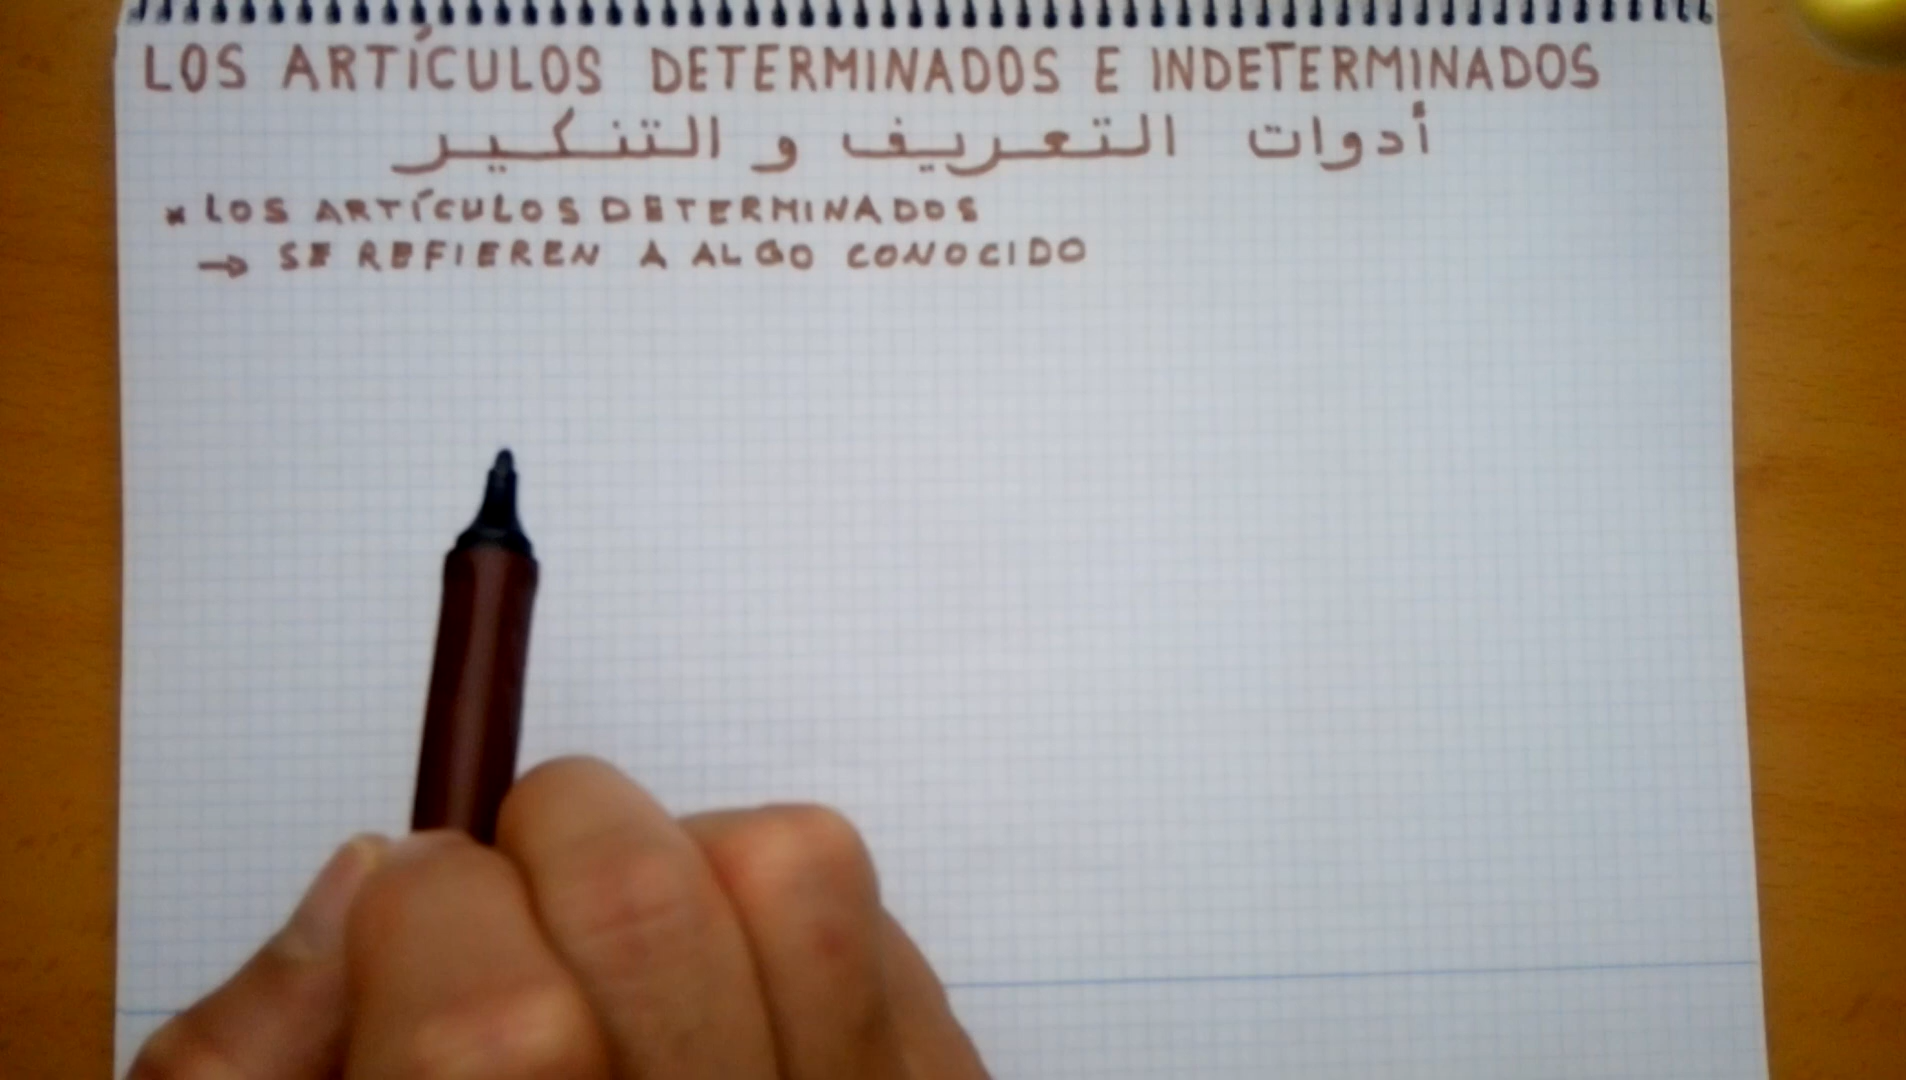 LOS ARTÍCULOS DETERMINADOS E INDETERMINADOS
أدوات التعريف و التنكير
* LOS ARTÍCULOS DETERMINADOS
→ SE REFIEREN A ALGO CONOCIDO